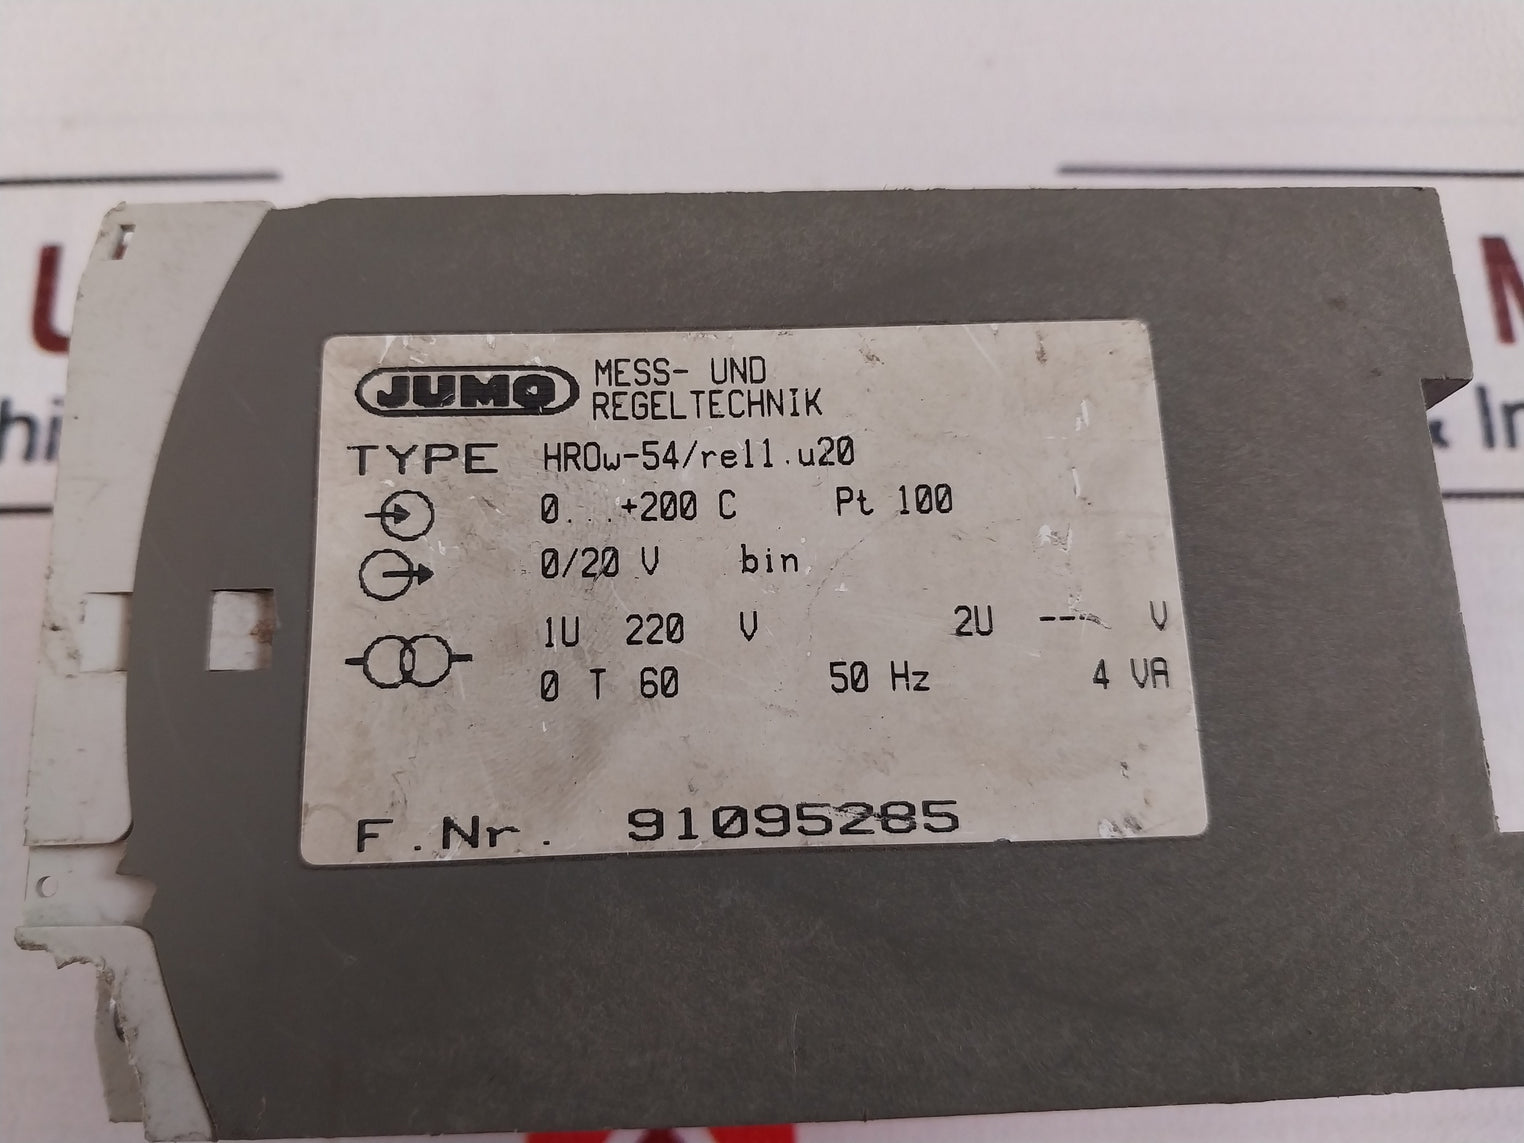 JUMO MESS- UND
REGELTECHNIK
TYPE HROw-54/rel1.u20
0...+200 C Pt 100
0/20 V bin
1U 220 V 2U --- V
0 T 60 50 Hz 4 VA
F.Nr. 91095285